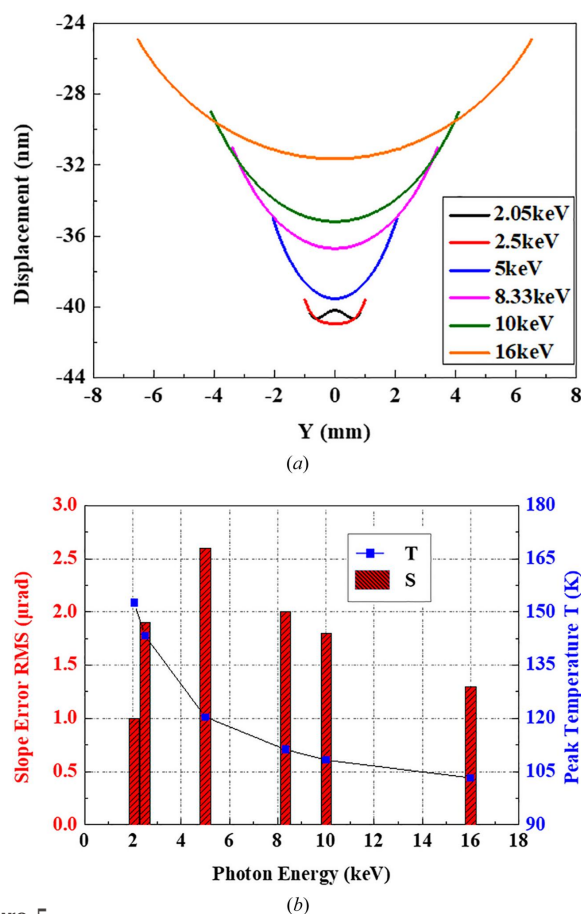 -24
-28
-32
-36
-40
-44
Displacement (nm)
2.05keV
2.5keV
5keV
8.33keV
10keV
16keV
-8 -6 -4 -2 0 2 4 6 8
Y (mm)
(a)
3.0
2.5
2.0
1.5
1.0
0.5
0.0
Slope Error RMS (μrad)
T
S
180
165
150
135
120
105
90
Peak Temperature T (K)
0 2 4 6 8 10 12 14 16 18
Photon Energy (keV)
(b)